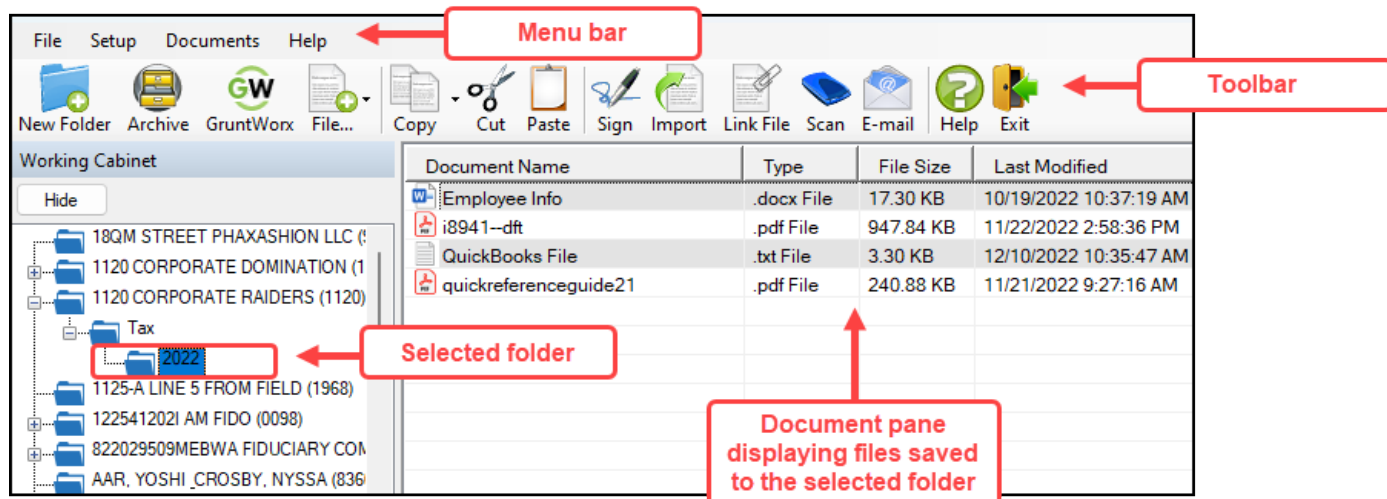 Menu bar
File Setup Documents Help
Toolbar
GW
New Folder Archive GruntWorx File... Copy Cut Paste Sign Import Link File Scan E-mail Help Exit
Working Cabinet
Hide
18QM STREET PHAXASHION LLC (
1120 CORPORATE DOMINATION (1
1120 CORPORATE RAIDERS (1120)
Tax
2022
1125-A LINE 5 FROM FIELD (1968)
122541202I AM FIDO (0098)
822029509MEBWA FIDUCIARY COM
AAR, YOSHI_CROSBY, NYSSA (836
Selected folder
Document Name Type File Size Last Modified
Employee Info .docx File 17.30 KB 10/19/2022 10:37:19 AM
i8941--dft .pdf File 947.84 KB 11/22/2022 2:58:36 PM
QuickBooks File .txt File 3.30 KB 12/10/2022 10:35:47 AM
quickreferenceguide21 .pdf File 240.88 KB 11/21/2022 9:27:16 AM
Document pane
displaying files saved
to the selected folder